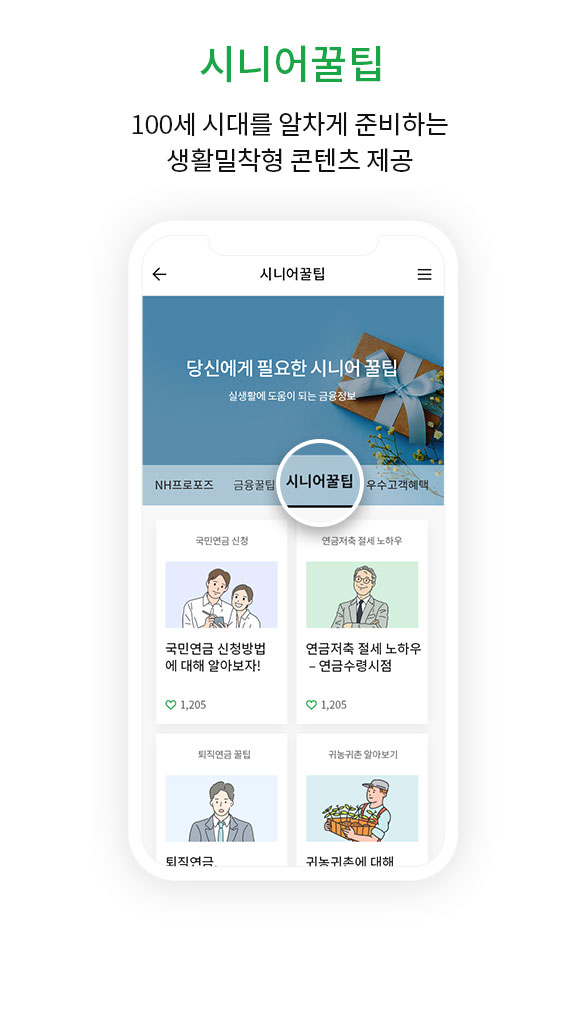 시니어꿀팁
100세 시대를 알차게 준비하는
생활밀착형 콘텐츠 제공
시니어꿀팁
당신에게 필요한 시니어 꿀팁
실생활에 도움이 되는 금융정보
NH프로포즈 금융꿀팁 시니어꿀팁 우수고객혜택
국민연금 신청
국민연금 신청방법
에 대해 알아보자!
1,205
연금저축 절세 노하우
연금저축 절세 노하우
– 연금수령시점
1,205
퇴직연금 꿀팁
퇴직연금,
귀농귀촌 알아보기
귀농귀촌에 대해